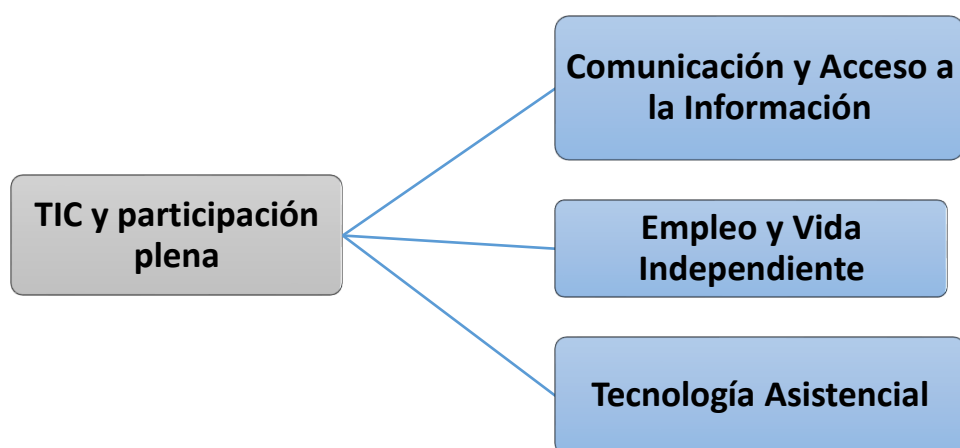 TIC y participación
plena
Comunicación y Acceso a
la Información
Empleo y Vida
Independiente
Tecnología Asistencial